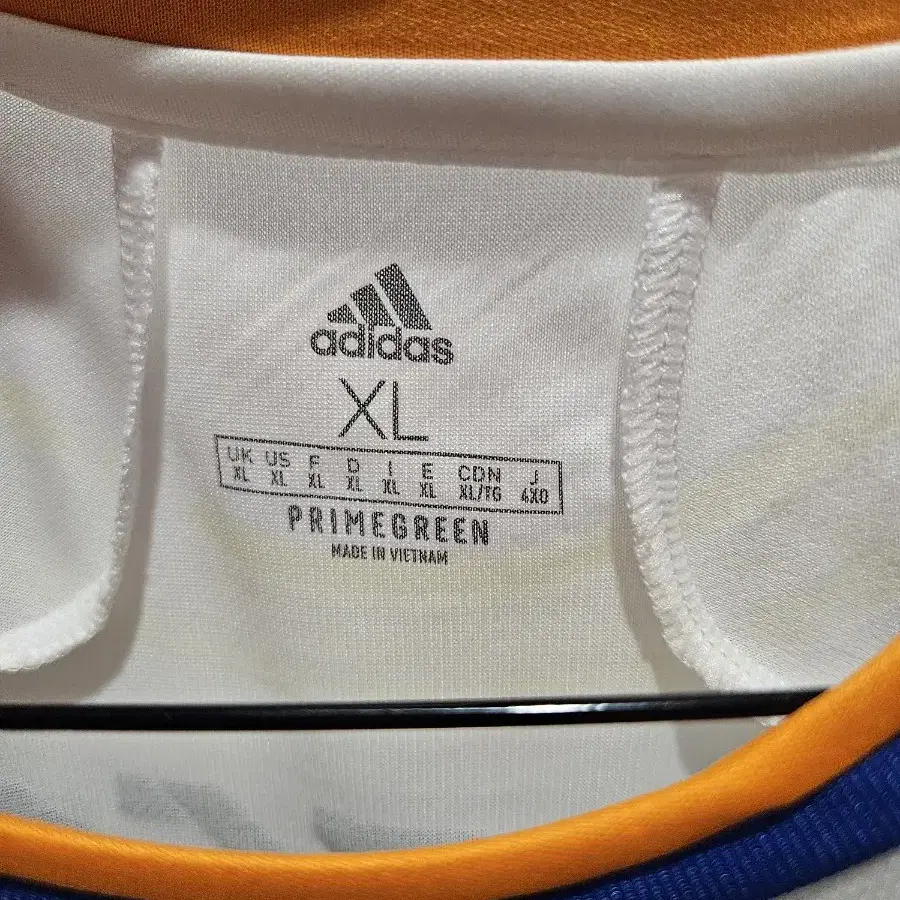 adidas
XL
UK US F D I E CDN J
XL XL XL XL XL XL XL/TG 4XO
PRIMEGREEN
MADE IN VIETNAM